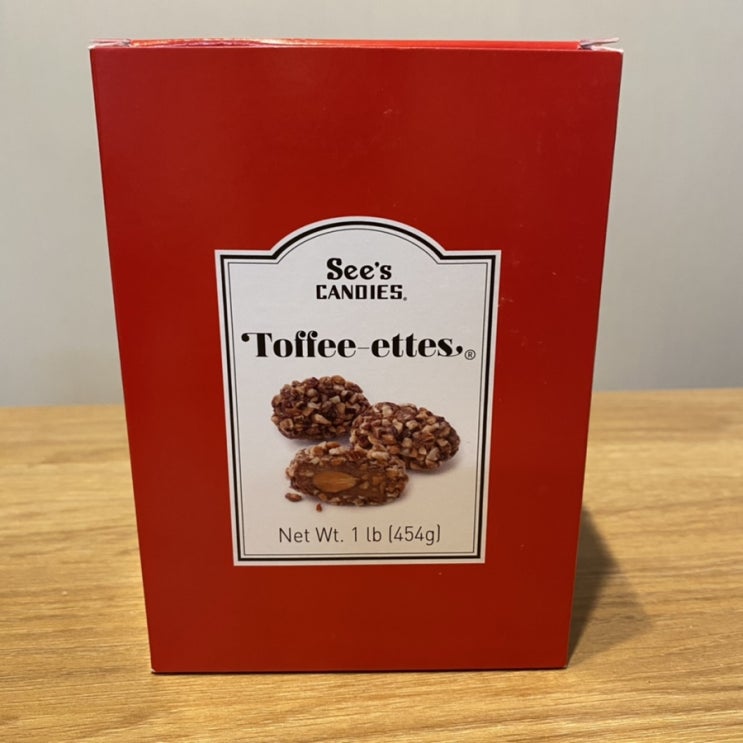 See's
CANDIES®
Toffee-ettes®
Net Wt. 1 lb (454g)